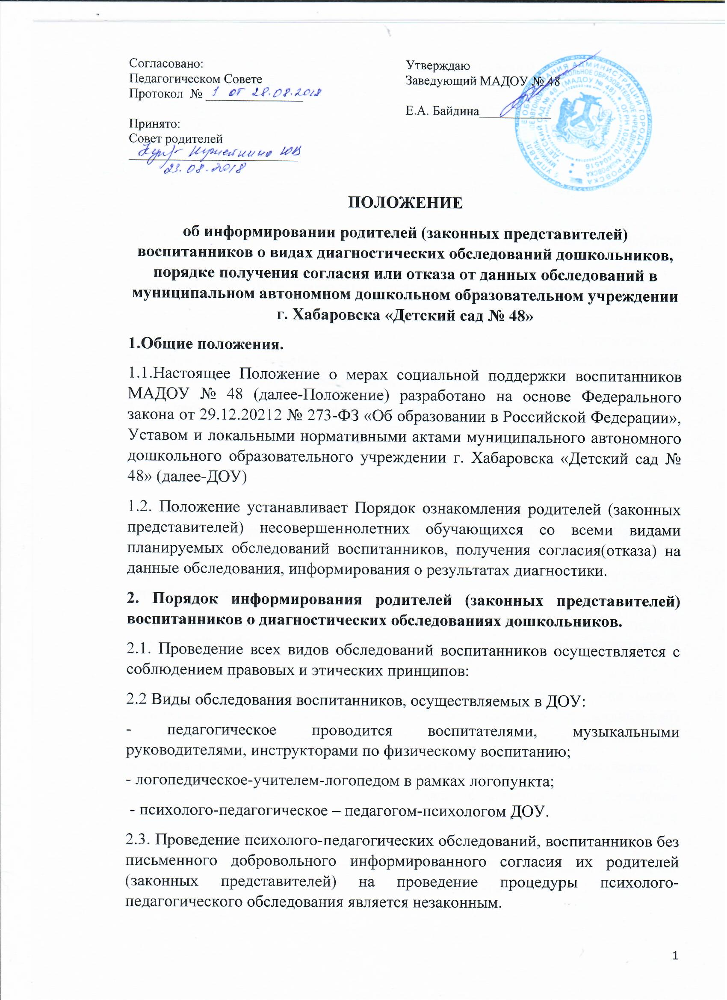 Согласовано:
Педагогическом Совете
Протокол № 1 от 28.08.2018
Принято:
Совет родителей
23.08.2018
Утверждаю
Заведующий МАДОУ № 48
Е.А. Байдина
ПОЛОЖЕНИЕ
об информировании родителей (законных представителей)
воспитанников о видах диагностических обследований дошкольников,
порядке получения согласия или отказа от данных обследований в
муниципальном автономном дошкольном образовательном учреждении
г. Хабаровска «Детский сад № 48»
1.Общие положения.
1.1.Настоящее Положение о мерах социальной поддержки воспитанников
МАДОУ № 48 (далее-Положение) разработано на основе Федерального
закона от 29.12.20212 № 273-ФЗ «Об образовании в Российской Федерации»,
Уставом и локальными нормативными актами муниципального автономного
дошкольного образовательного учреждении г. Хабаровска «Детский сад №
48» (далее-ДОУ)
1.2. Положение устанавливает Порядок ознакомления родителей (законных
представителей) несовершеннолетних обучающихся со всеми видами
планируемых обследований воспитанников, получения согласия(отказа) на
данные обследования, информирования о результатах диагностики.
2. Порядок информирования родителей (законных представителей)
воспитанников о диагностических обследованиях дошкольников.
2.1. Проведение всех видов обследований воспитанников осуществляется с
соблюдением правовых и этических принципов:
2.2 Виды обследования воспитанников, осуществляемых в ДОУ:
- педагогическое проводится воспитателями, музыкальными
руководителями, инструкторами по физическому воспитанию;
- логопедическое-учителем-логопедом в рамках логопункта;
- психолого-педагогическое – педагогом-психологом ДОУ.
2.3. Проведение психолого-педагогических обследований, воспитанников без
письменного добровольного информированного согласия их родителей
(законных представителей) на проведение процедуры психолого-
педагогического обследования является незаконным.
1